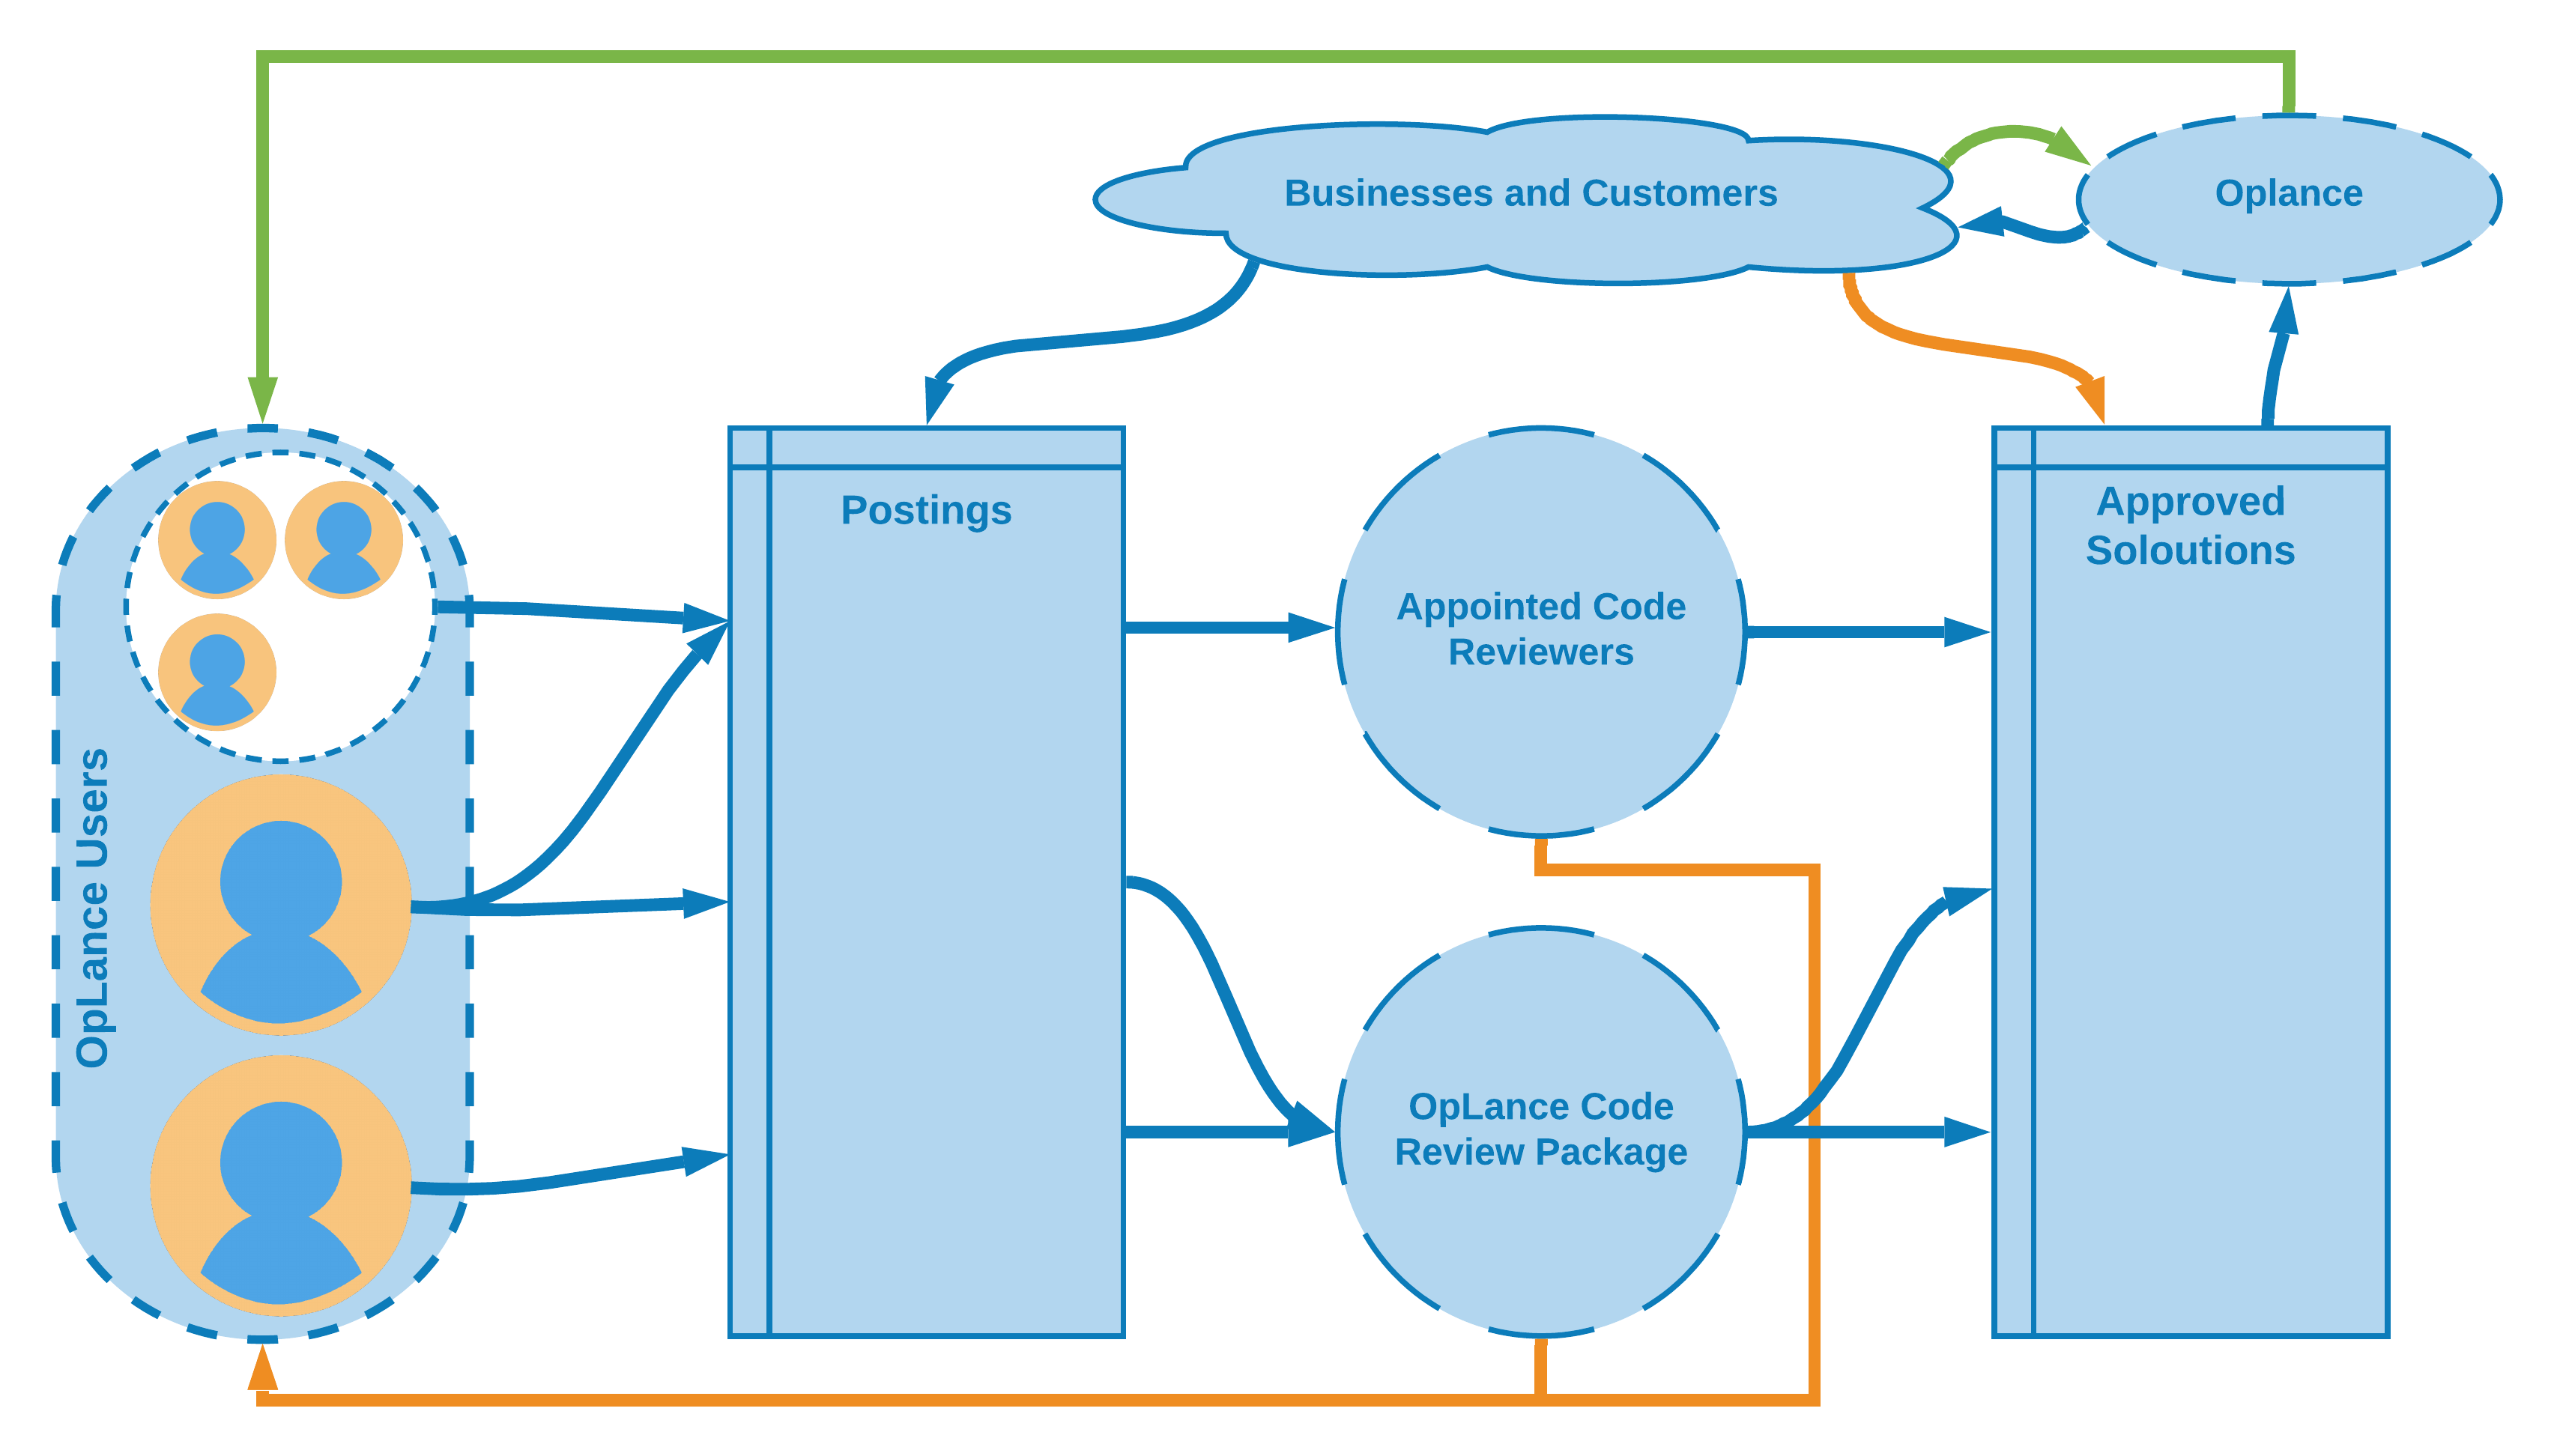 Businesses and Customers
Oplance
OpLance Users
Postings
Appointed Code
Reviewers
OpLance Code
Review Package
Approved
Soloutions